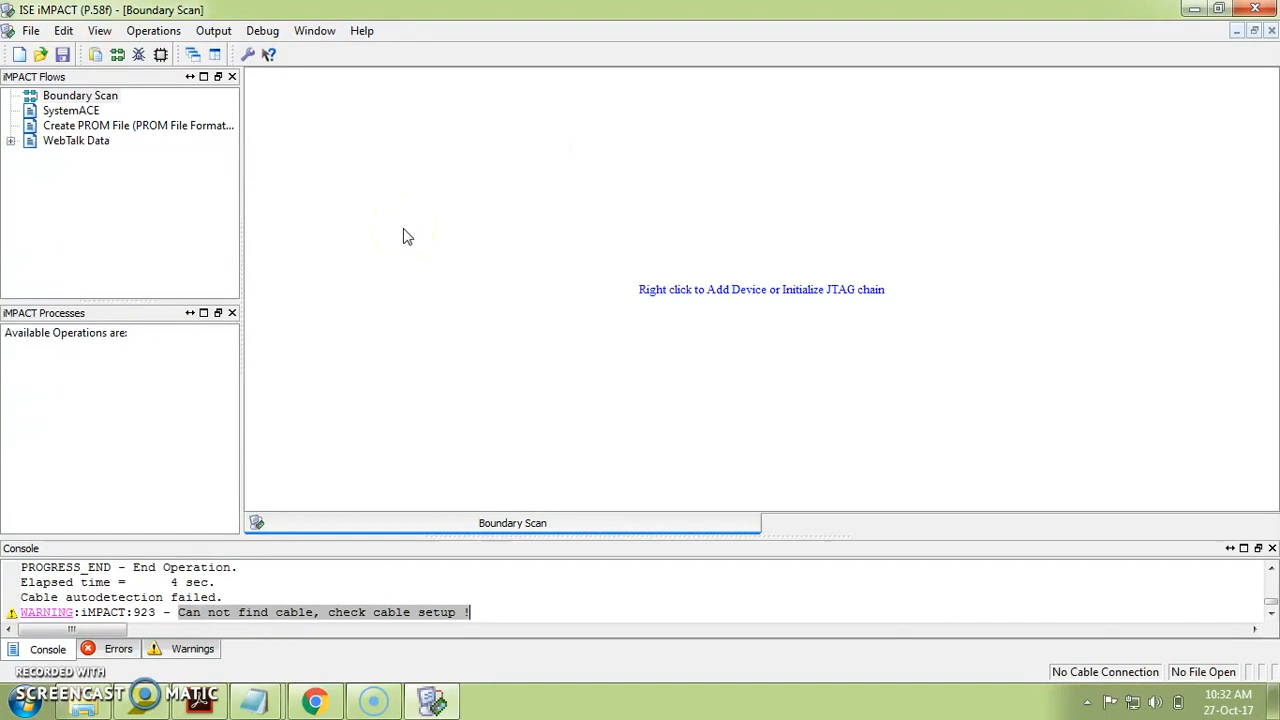 ISE iMPACT (P.58f) - [Boundary Scan]
File Edit View Operations Output Debug Window Help
iMPACT Flows
Boundary Scan
SystemACE
Create PROM File (PROM File Format...
WebTalk Data
Right click to Add Device or Initialize JTAG chain
iMPACT Processes
Available Operations are:
Boundary Scan
Console
PROGRESS_END - End Operation.
Elapsed time = 4 sec.
Cable autodetection failed.
WARNING:iMPACT:923 - Can not find cable, check cable setup !
Console Errors Warnings
No Cable Connection No File Open
RECORDED WITH
SCREENCAST MATIC
10:32 AM
27-Oct-17